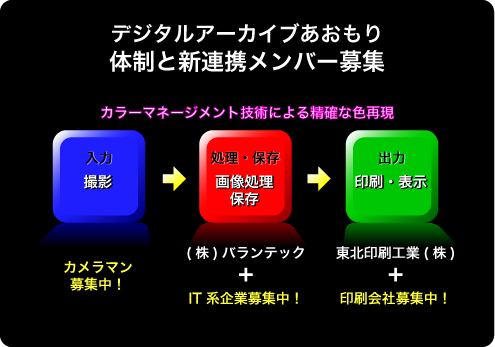 デジタルアーカイブあおもり
体制と新連携メンバー募集
カラーマネージメント技術による精確な色再現
入力
撮影
処理・保存
画像処理
保存
出力
印刷・表示
カメラマン
募集中！
(株)バランテック
+
IT系企業募集中！
東北印刷工業(株)
+
印刷会社募集中！